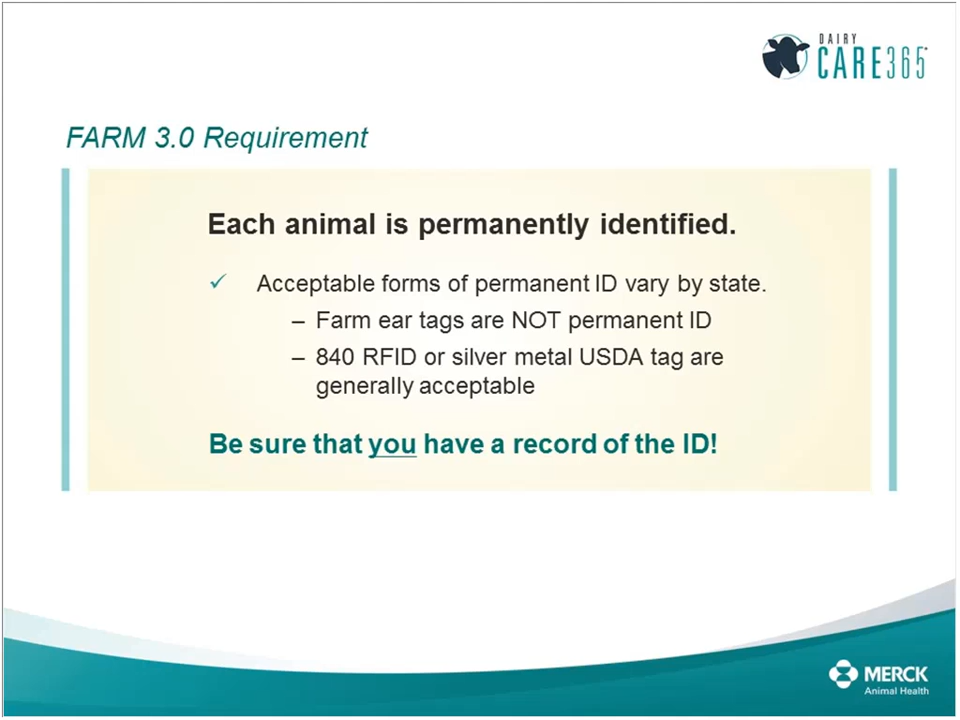 DAIRY
CARE365
FARM 3.0 Requirement
Each animal is permanently identified.
✓ Acceptable forms of permanent ID vary by state.
– Farm ear tags are NOT permanent ID
– 840 RFID or silver metal USDA tag are
generally acceptable
Be sure that you have a record of the ID!
MERCK
Animal Health